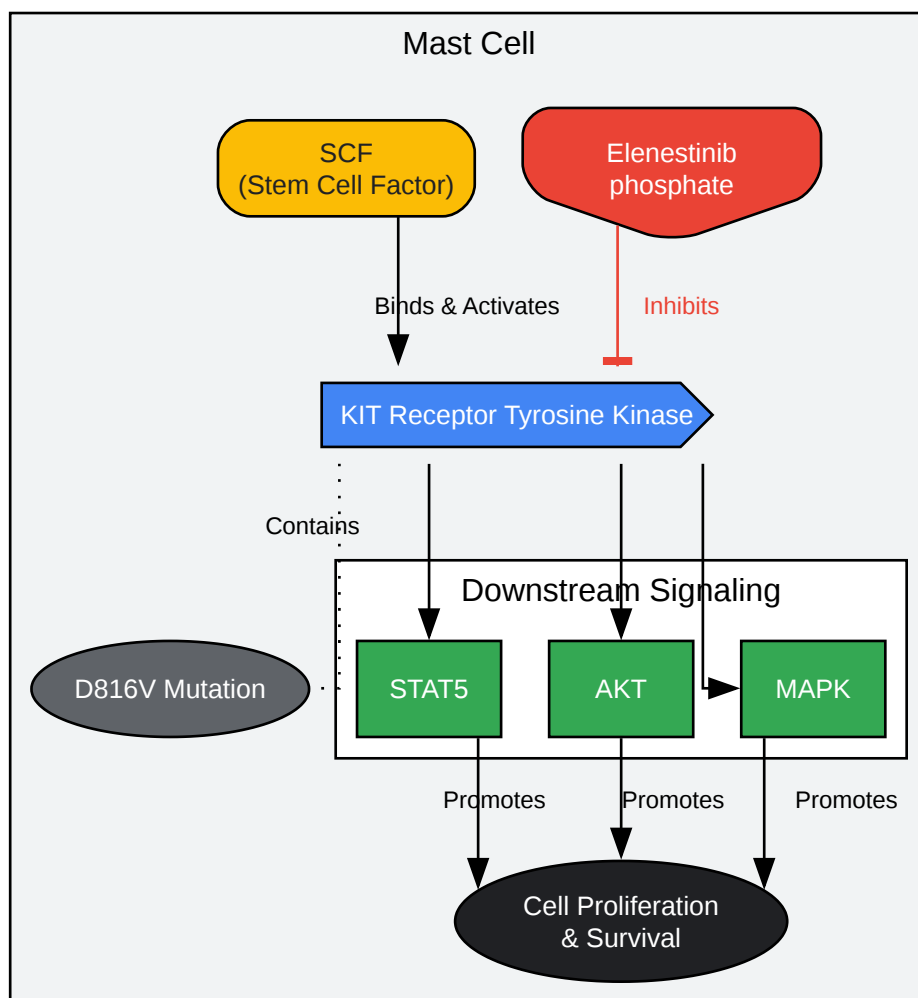 Mast Cell
SCF
(Stem Cell Factor)
Elenestinib
phosphate
Binds & Activates
Inhibits
KIT Receptor Tyrosine Kinase
Contains
Downstream Signaling
D816V Mutation
STAT5
AKT
MAPK
Promotes
Promotes
Promotes
Cell Proliferation
& Survival